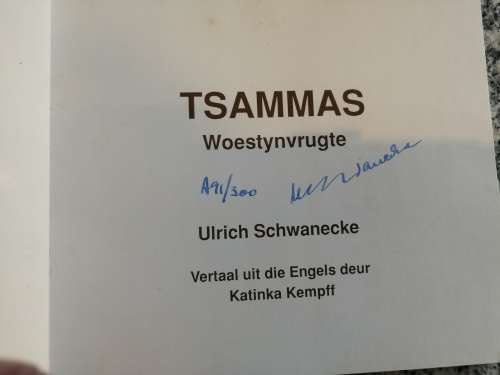 TSAMMAS
Woestynvrugte
A91/300
Ulrich Schwanecke
Vertaal uit die Engels deur
Katinka Kempff